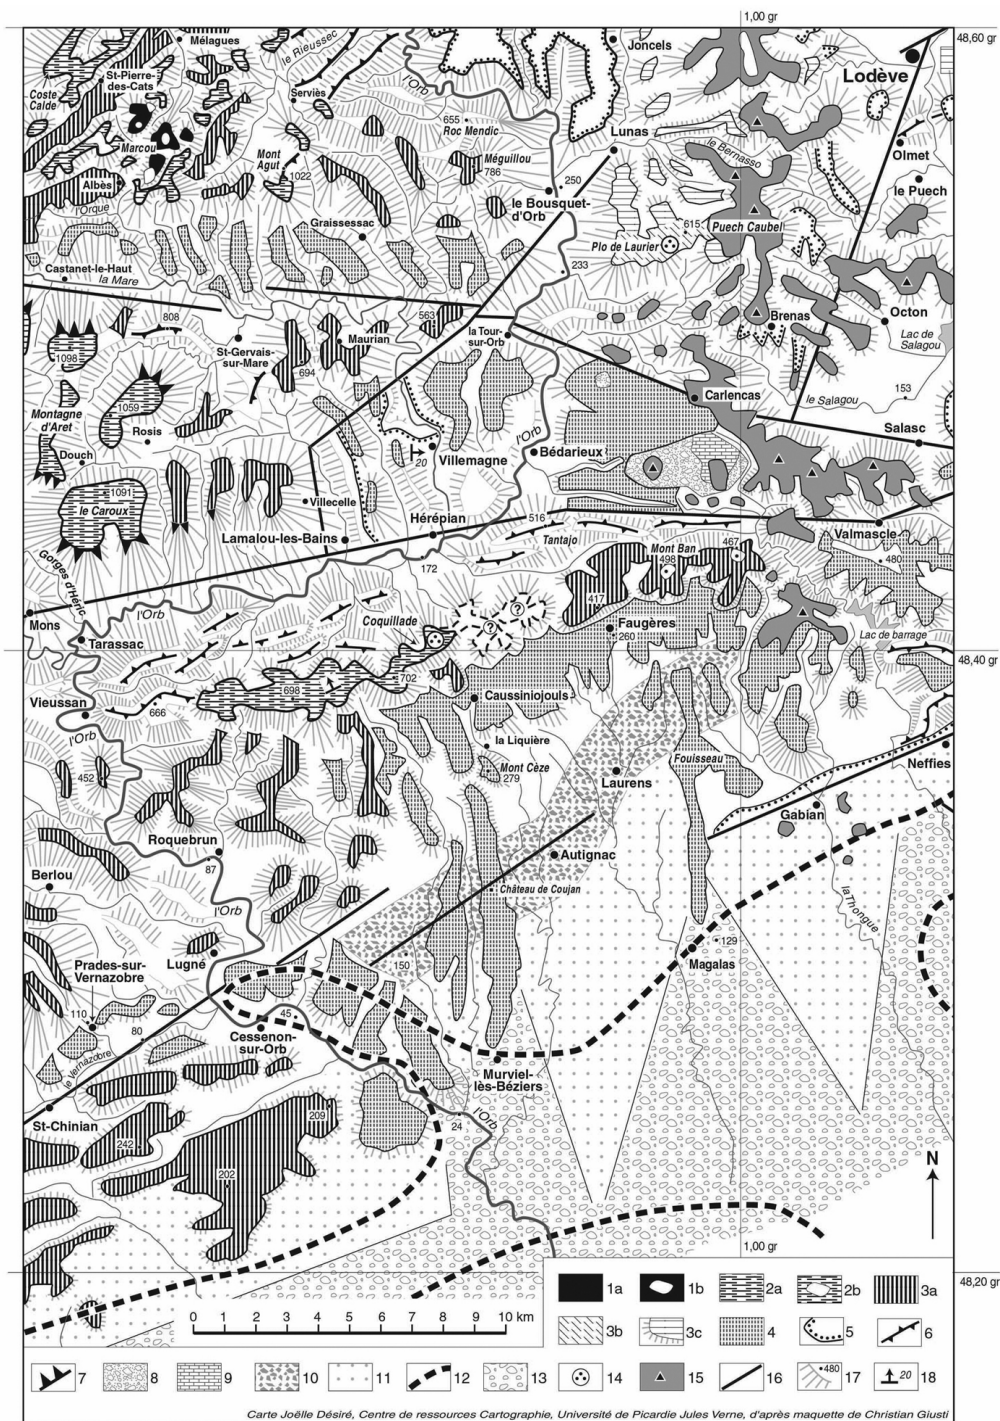 1,00 gr
48,60 gr
Mélagues
le Rieussec
Joncels
Lodève
St-Pierre-
des-Cats
Coste
Calde
Serviès
l'Orb
655
Roc Mendic
Lunas
le Bernasso
Olmet
Marcou
Mont
Agut
1022
Méguillou
786
250
le Bousquet-
d'Orb
le Puech
Albès
l'Orque
Graissessac
615
Plo de Laurier
Puech Caubel
Castanet-le-Haut
la Mare
233
808
563
la Tour-
sur-Orb
Brenas
Octon
Lac de
Salagou
1098
St-Gervais-
sur-Mare
Maurian
694
Carlencas
153
le Salagou
Montagne
d'Aret
1059
Rosis
Douch
l'Orb
Salasc
20
Villemagne
Bédarieux
1091
le Caroux
Villecelle
Hérépian
516
Lamalou-les-Bains
Tantajo
Valmascle
Gorges d'Héric
172
Mont Ban
467
498
480
417
Mons
l'Orb
Tarassac
Coquillade
?
?
Faugères
260
Lac de barrage
48,40 gr
698
702
Vieussan
666
Caussiniojouls
l'Orb
la Liquière
Mont Cèze
279
Fouisseau
Neffies
452
Laurens
Gabian
Roquebrun
87
Autignac
Berlou
l'Orb
Château de Coujan
la Thongue
Lugné
129
Magalas
Prades-sur-
Vernazobre
150
110
80
45
Cessenon-
sur-Orb
le Vernazobre
Murviel-
lès-Béziers
St-Chinian
209
l'Orb
24
242
202
N
1,00 gr
48,20 gr
0 1 2 3 4 5 6 7 8 9 10 km
1a 1b 2a 2b 3a
3b 3c 4 5 6
7 8 9 10 11 12 13 14 15 16 480 17 20 18
Carte Joëlle Désiré, Centre de ressources Cartographie, Université de Picardie Jules Verne, d'après maquette de Christian Giusti